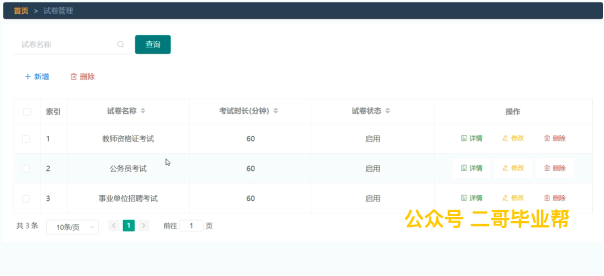 首页 > 试卷管理
试卷名称 查询
+ 新增 删除
索引 试卷名称 考试时长(分钟) 试卷状态 操作
1 教师资格证考试 60 启用 详情 修改 删除
2 公务员考试 60 启用 详情 修改 删除
3 事业单位招聘考试 60 启用 详情 修改 删除
共 3 条 10条/页 < 1 > 前往 1 页
公众号 二哥毕业帮